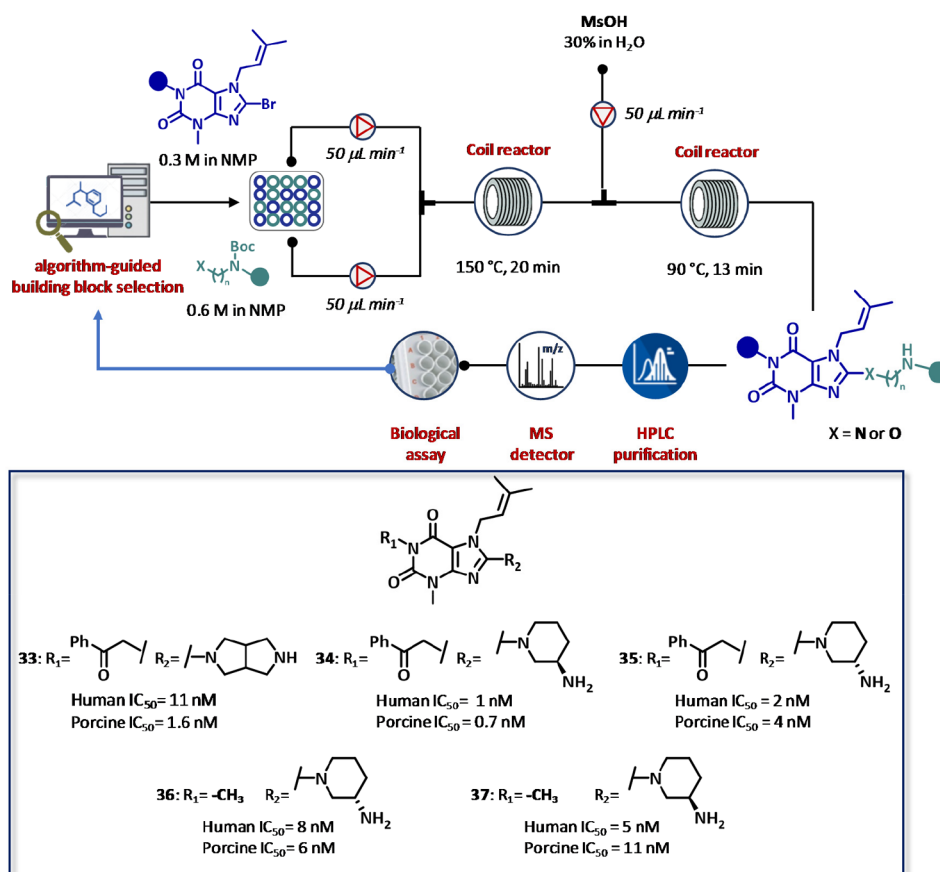 MsOH
30% in H₂O
50 µL min⁻¹
O
N
N
Br
O
N
N
0.3 M in NMP
50 µL min⁻¹
Coil reactor
Coil reactor
Boc
X
N
n
algorithm-guided
building block selection
0.6 M in NMP
50 µL min⁻¹
150 °C, 20 min
90 °C, 13 min
m/z
O
N
N
H
N
X
n
O
N
N
X = N or O
Biological
assay
MS
detector
HPLC
purification
O
R₁
N
N
R₂
O
N
N
33: R₁=
Ph
O
R₂=
N
NH
Human IC₅₀= 11 nM
Porcine IC₅₀= 1.6 nM
34: R₁=
Ph
O
R₂=
N
NH₂
Human IC₅₀= 1 nM
Porcine IC₅₀= 0.7 nM
35: R₁=
Ph
O
R₂=
N
NH₂
Human IC₅₀= 2 nM
Porcine IC₅₀= 4 nM
36: R₁= -CH₃
R₂=
N
NH₂
Human IC₅₀= 8 nM
Porcine IC₅₀= 6 nM
37: R₁= -CH₃
R₂=
N
NH₂
Human IC₅₀= 5 nM
Porcine IC₅₀= 11 nM